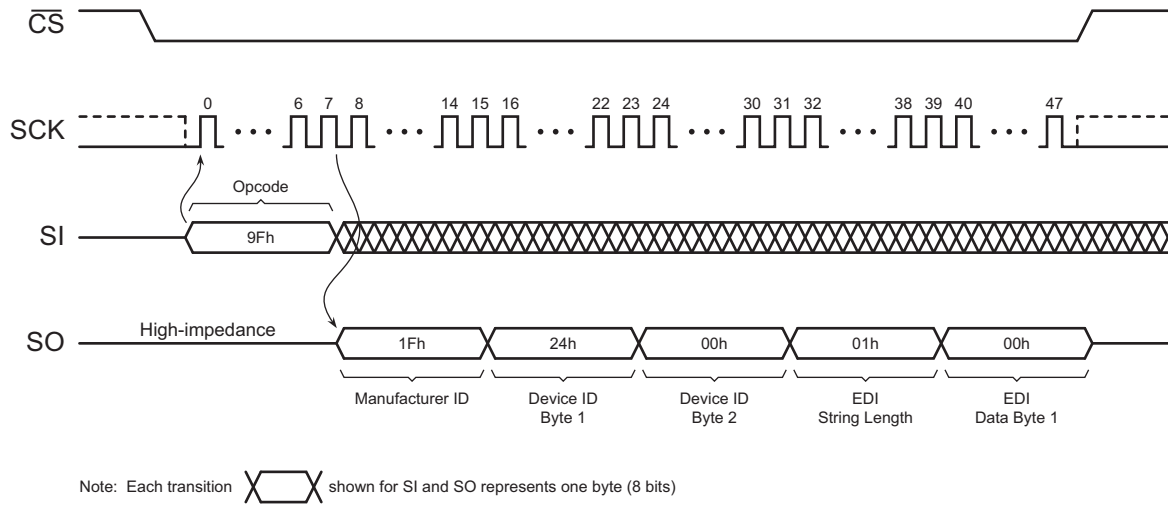 CS
0 6 7 8 14 15 16 22 23 24 30 31 32 38 39 40 47
SCK
Opcode
SI
9Fh
High-impedance
SO
1Fh 24h 00h 01h 00h
Manufacturer ID Device ID Device ID EDI EDI
Byte 1 Byte 2 String Length Data Byte 1
Note: Each transition shown for SI and SO represents one byte (8 bits)